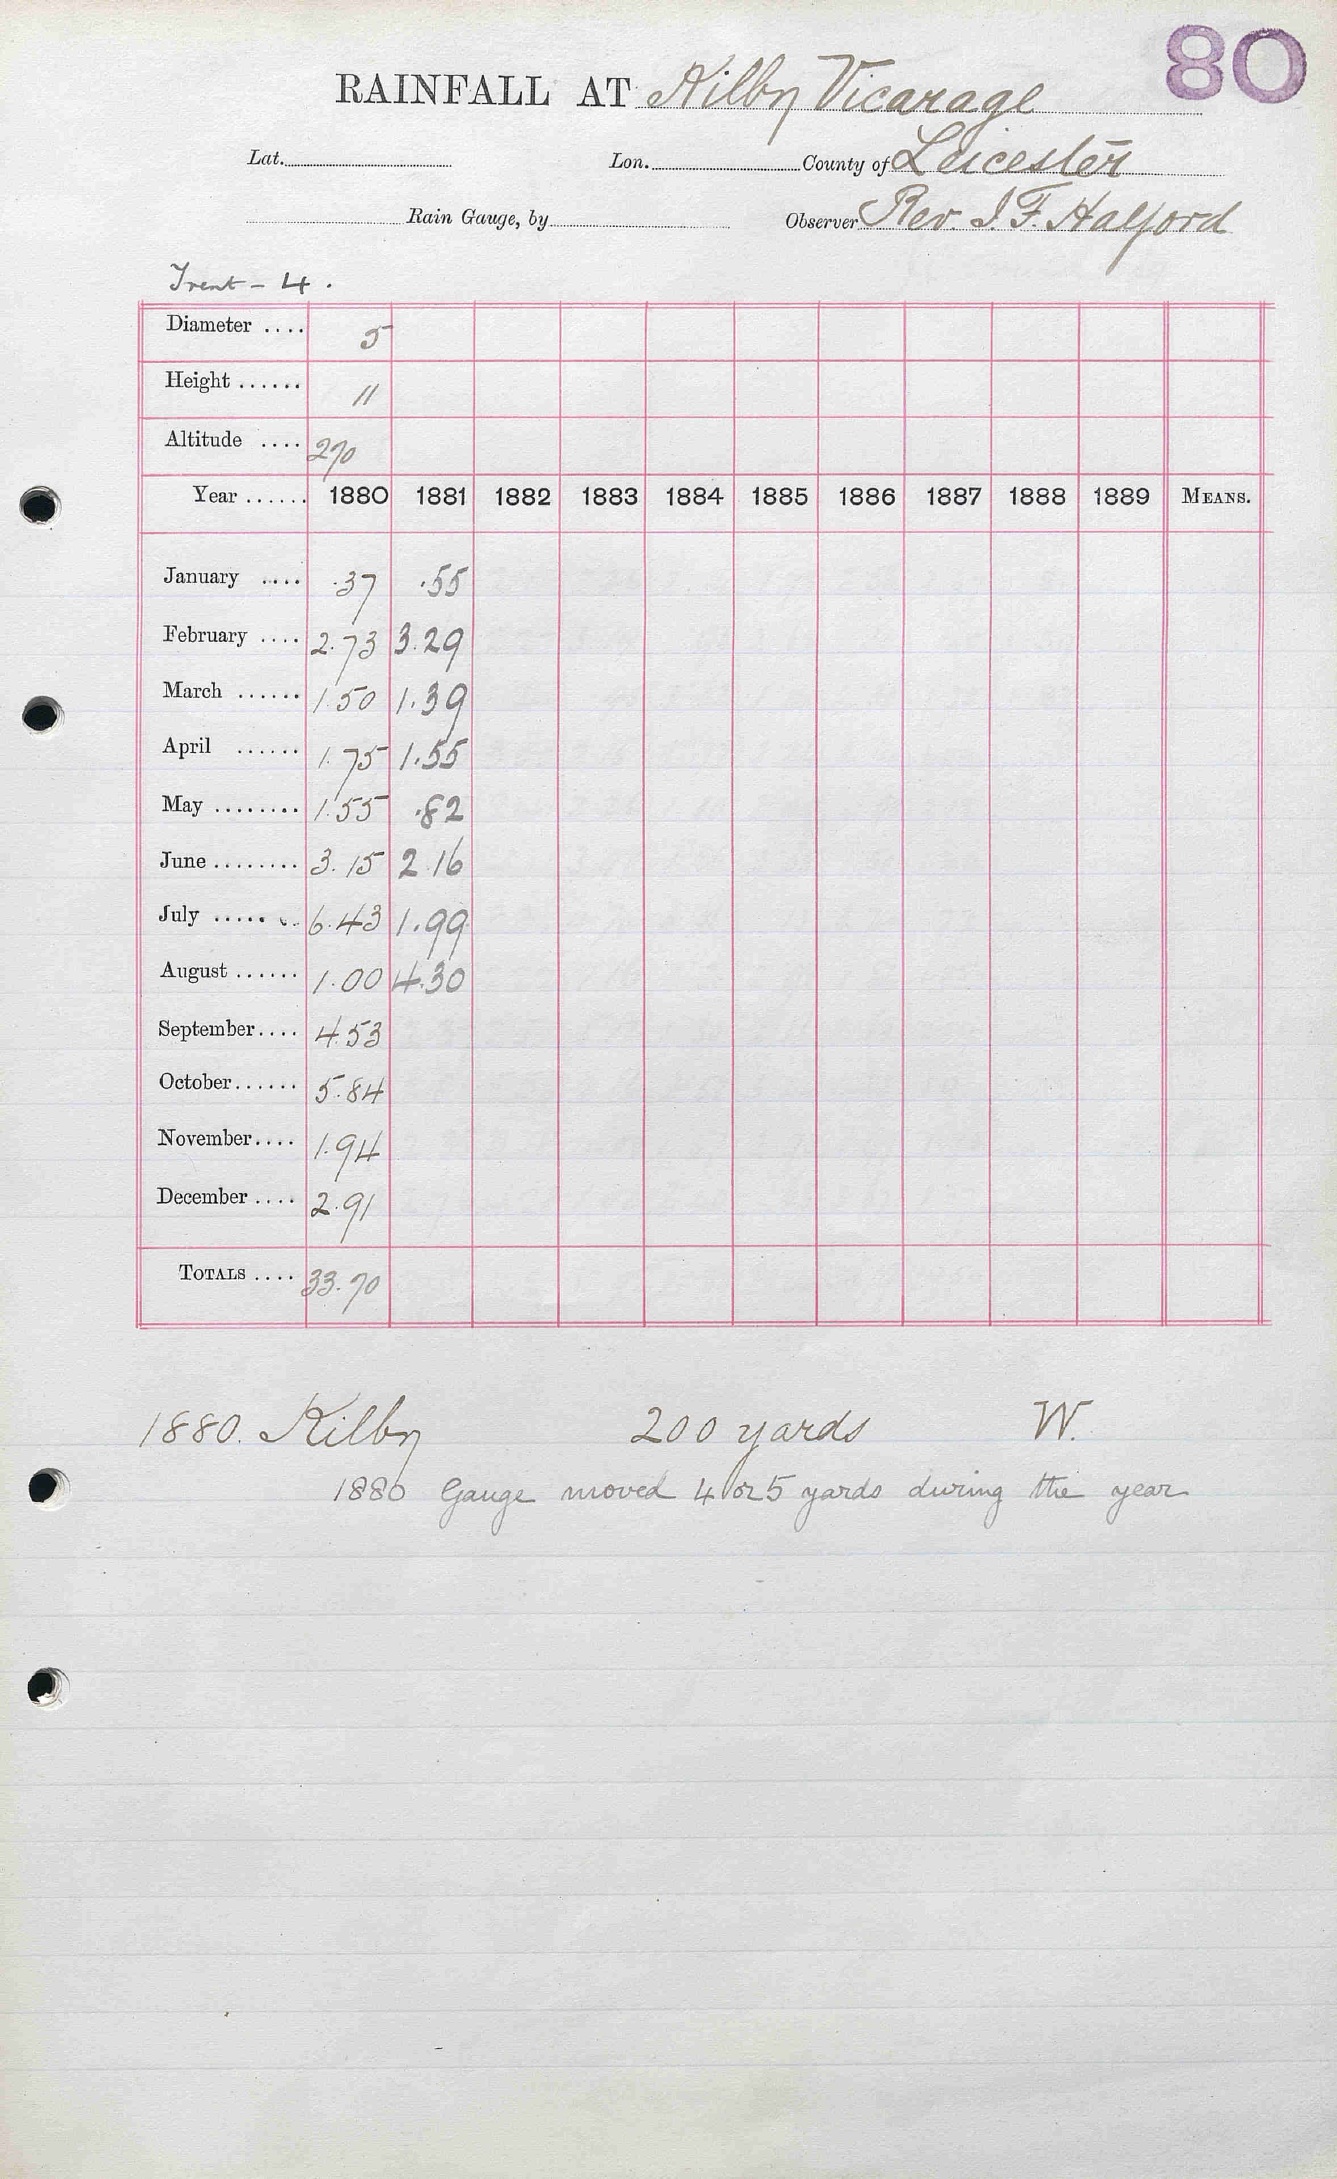 80
RAINFALL AT Kilby Vicarage
Lat. Lon. County of Leicester
Rain Gauge, by Observer Rev. J. F. Halford
Trent - 4.
Diameter .... 5
Height ...... 11
Altitude .... 270
Year ...... 1880 1881 1882 1883 1884 1885 1886 1887 1888 1889 MEANS.
January .... .37 .55
February .... 2.73 3.29
March ...... 1.50 1.39
April ...... 1.75 1.55
May ........ 1.55 .82
June ........ 3.15 2.16
July ........ 6.43 1.99
August ...... 1.00 4.30
September.... 4.53
October...... 5.84
November.... 1.94
December .... 2.91
TOTALS .... 33.70
1880. Kilby 200 yards W.
1880 Gauge moved 4 or 5 yards during the year